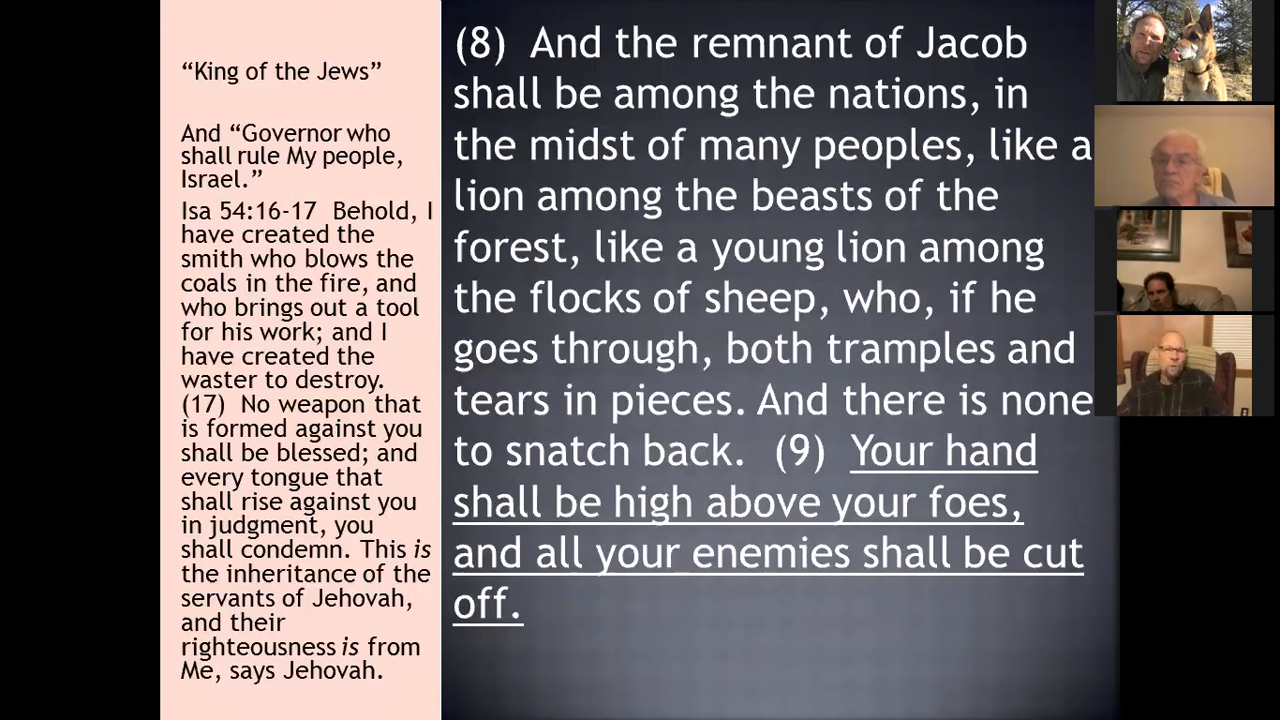 “King of the Jews”
And “Governor who
shall rule My people,
Israel.”
Isa 54:16-17  Behold, I
have created the
smith who blows the
coals in the fire, and
who brings out a tool
for his work; and I
have created the
waster to destroy.
(17)  No weapon that
is formed against you
shall be blessed; and
every tongue that
shall rise against you
in judgment, you
shall condemn. This is
the inheritance of the
servants of Jehovah,
and their
righteousness is from
Me, says Jehovah.
(8)  And the remnant of Jacob
shall be among the nations, in
the midst of many peoples, like a
lion among the beasts of the
forest, like a young lion among
the flocks of sheep, who, if he
goes through, both tramples and
tears in pieces. And there is none
to snatch back.  (9)  Your hand
shall be high above your foes,
and all your enemies shall be cut
off.